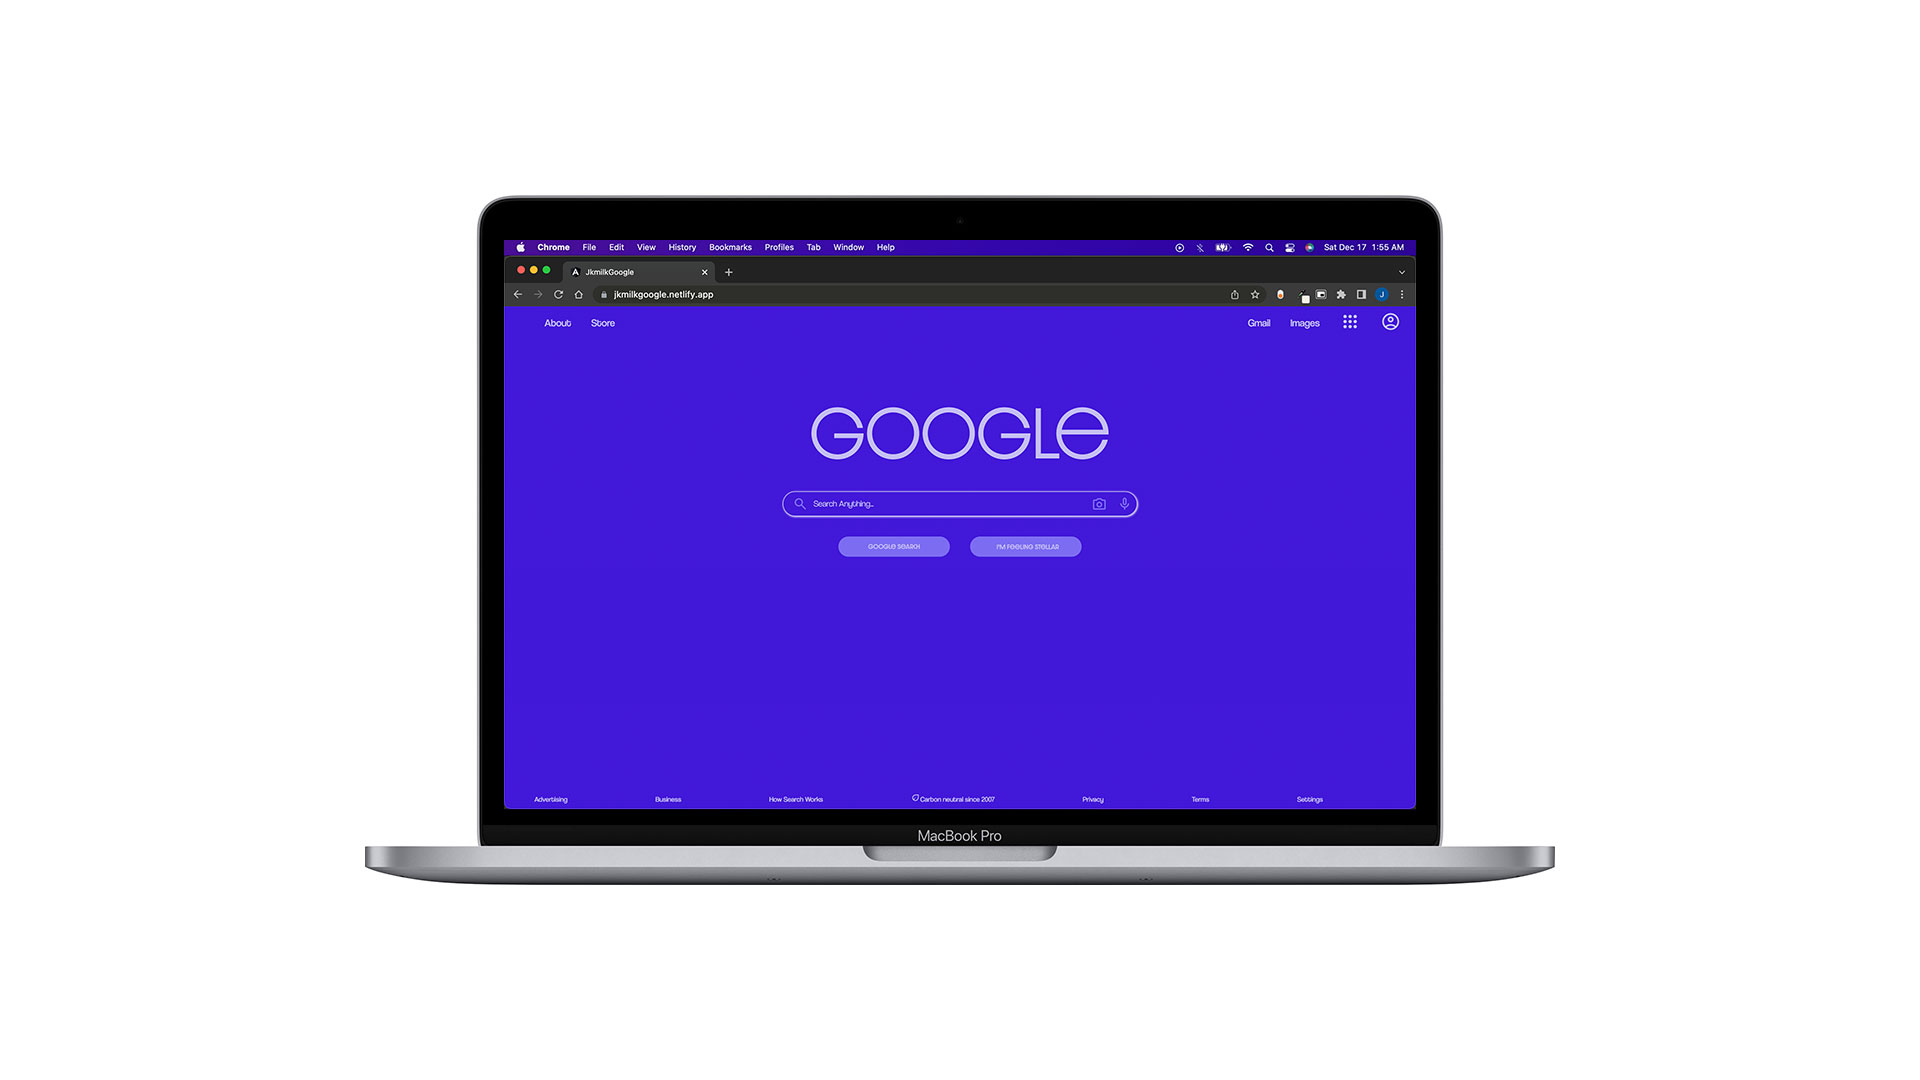 Chrome File Edit View History Bookmarks Profiles Tab Window Help Sat Dec 17 1:55 AM
JkmilkGoogle
jkmilkgoogle.netlify.app J
About Store Gmail Images
GOOGLe
Search Anything...
GOOGLE SEARCH I'M FEELING STELLAR
Advertising Business How Search Works Carbon neutral since 2007 Privacy Terms Settings
MacBook Pro